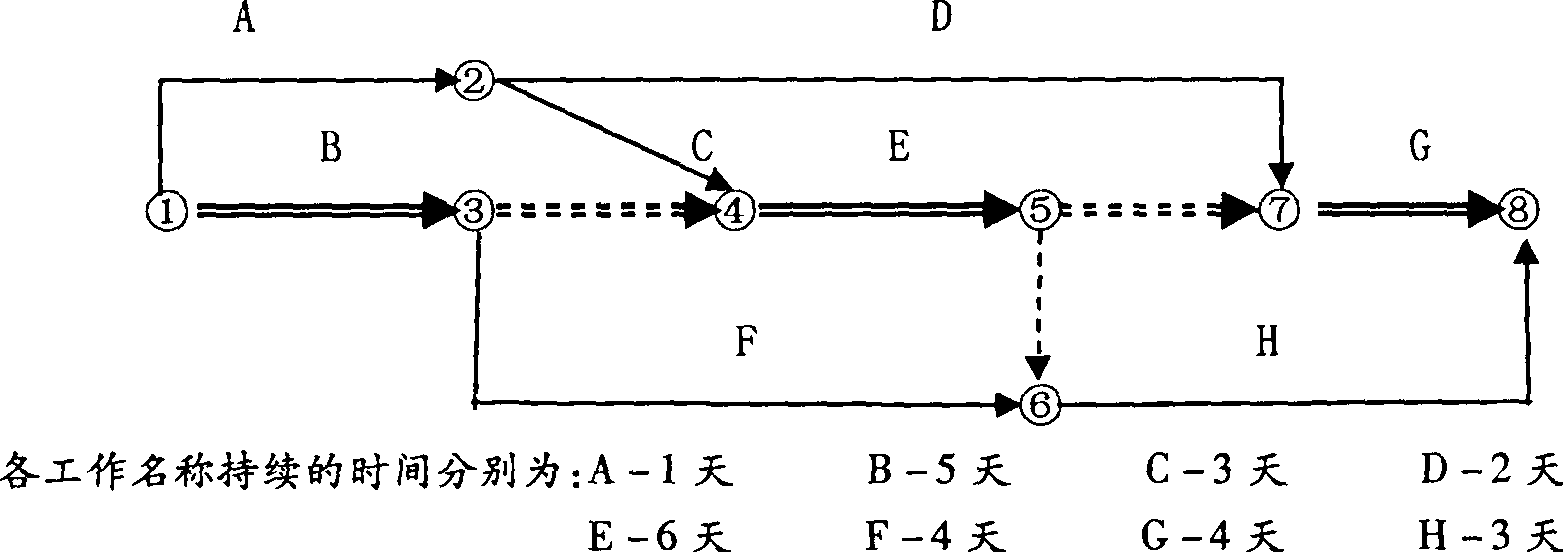 A D
②
B C E G
① ③ ④ ⑤ ⑦ ⑧
F H
⑥
各工作名称持续的时间分别为:A-1天 B-5天 C-3天 D-2天
E-6天 F-4天 G-4天 H-3天